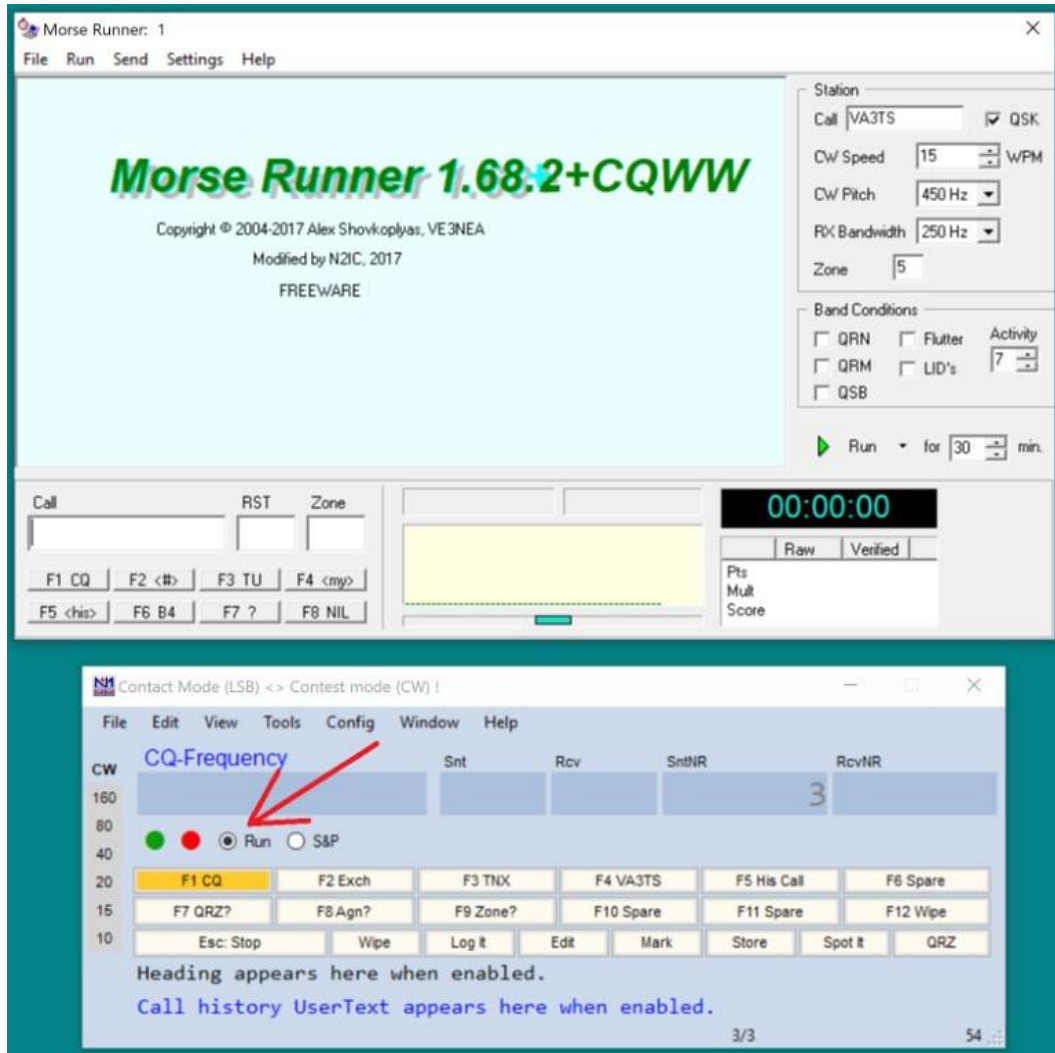 Morse Runner: 1
File Run Send Settings Help
Morse Runner 1.68.2+CQWW
Copyright © 2004-2017 Alex Shovkoplyas, VE3NEA
Modified by N2IC, 2017
FREEWARE
Station
Call VA3TS QSK
CW Speed 15 WPM
CW Pitch 450 Hz
RX Bandwidth 250 Hz
Zone 5
Band Conditions
QRN Flutter Activity
QRM LID's 7
QSB
Run for 30 min.
Call RST Zone
F1 CQ F2 <#> F3 TU F4 <my>
F5 <his> F6 B4 F7 ? F8 NIL
00:00:00
Raw Verified
Pts
Mult
Score
Contact Mode (LSB) <> Contest mode (CW) !
File Edit View Tools Config Window Help
CW CQ-Frequency Snt Rcv SntNR RcvNR
160 3
80 Run S&P
40
20 F1 CQ F2 Exch F3 TNX F4 VA3TS F5 His Call F6 Spare
15 F7 QRZ? F8 Agn? F9 Zone? F10 Spare F11 Spare F12 Wipe
10 Esc: Stop Wipe Log It Edit Mark Store Spot It QRZ
Heading appears here when enabled.
Call history UserText appears here when enabled.
3/3 54